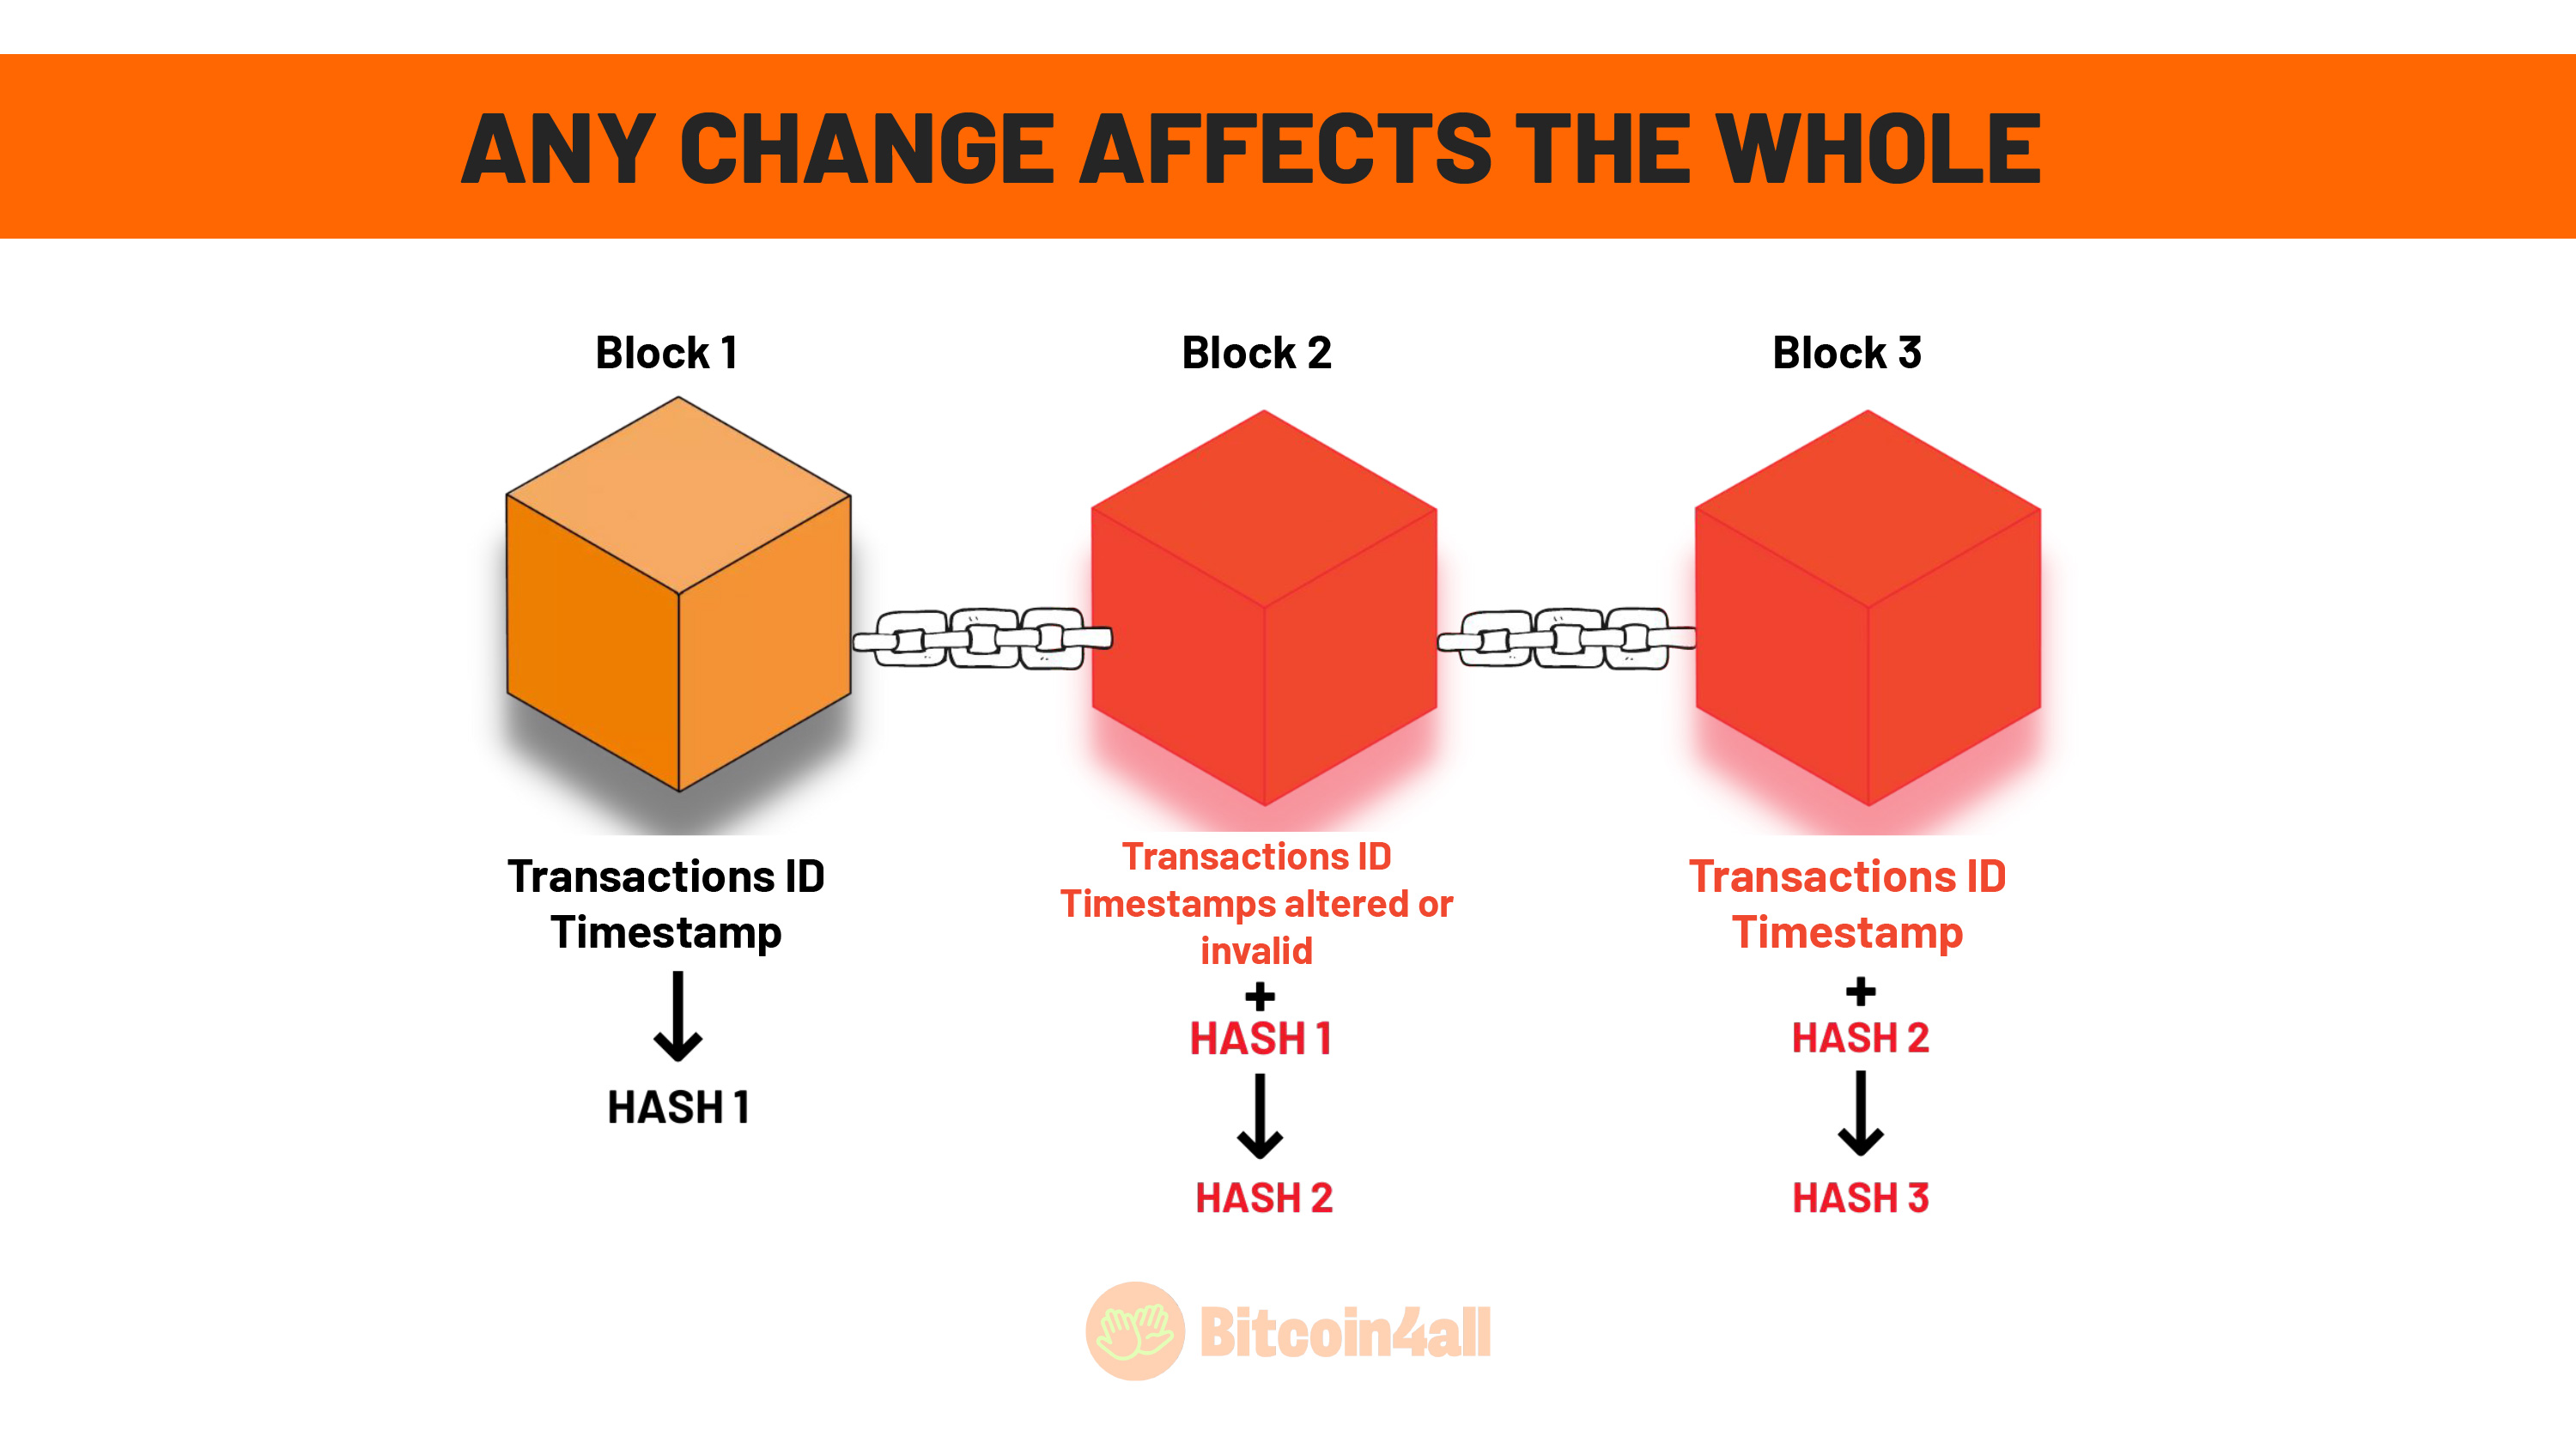 ANY CHANGE AFFECTS THE WHOLE
Block 1
Transactions ID
Timestamp
HASH 1
Block 2
Transactions ID
Timestamps altered or
invalid
+
HASH 1
HASH 2
Block 3
Transactions ID
Timestamp
+
HASH 2
HASH 3
Bitcoin4all